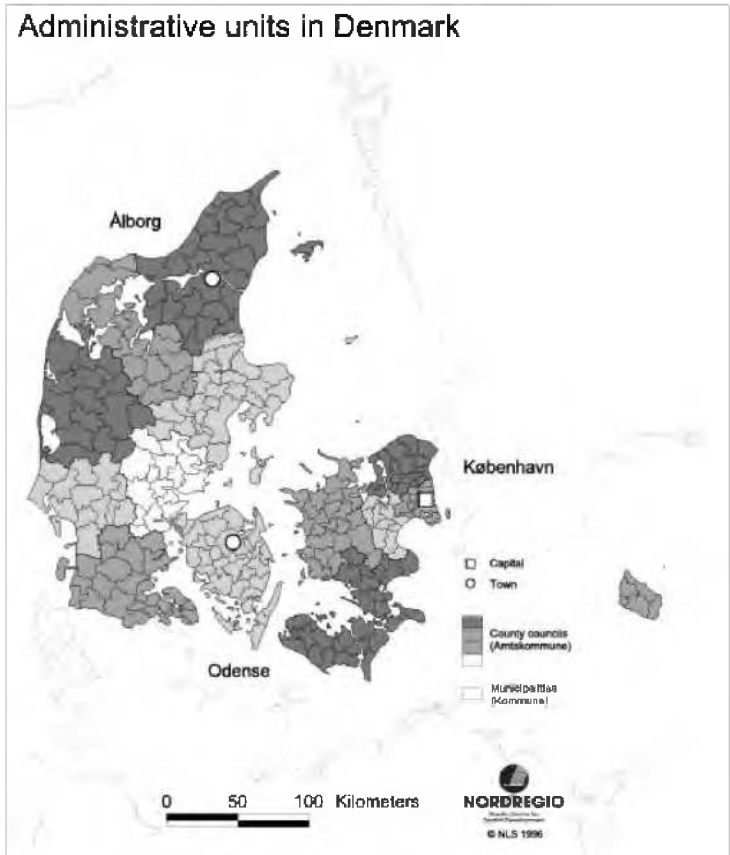 Administrative units in Denmark
Ålborg
København
Capital
Town
County councils
(Amtskommune)
Odense
Municipalities
(Kommune)
0 50 100 Kilometers
NORDREGIO
© NLS 1996